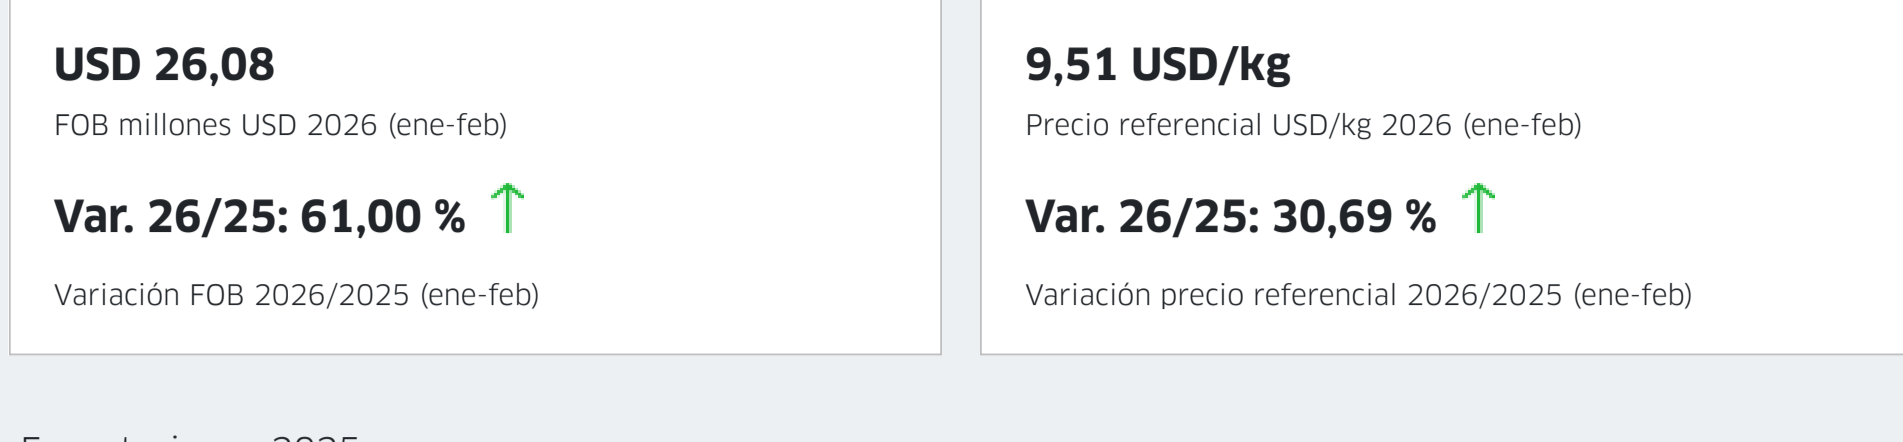 USD 26,08
FOB millones USD 2026 (ene-feb)
Var. 26/25: 61,00 %
Variación FOB 2026/2025 (ene-feb)
9,51 USD/kg
Precio referencial USD/kg 2026 (ene-feb)
Var. 26/25: 30,69 %
Variación precio referencial 2026/2025 (ene-feb)